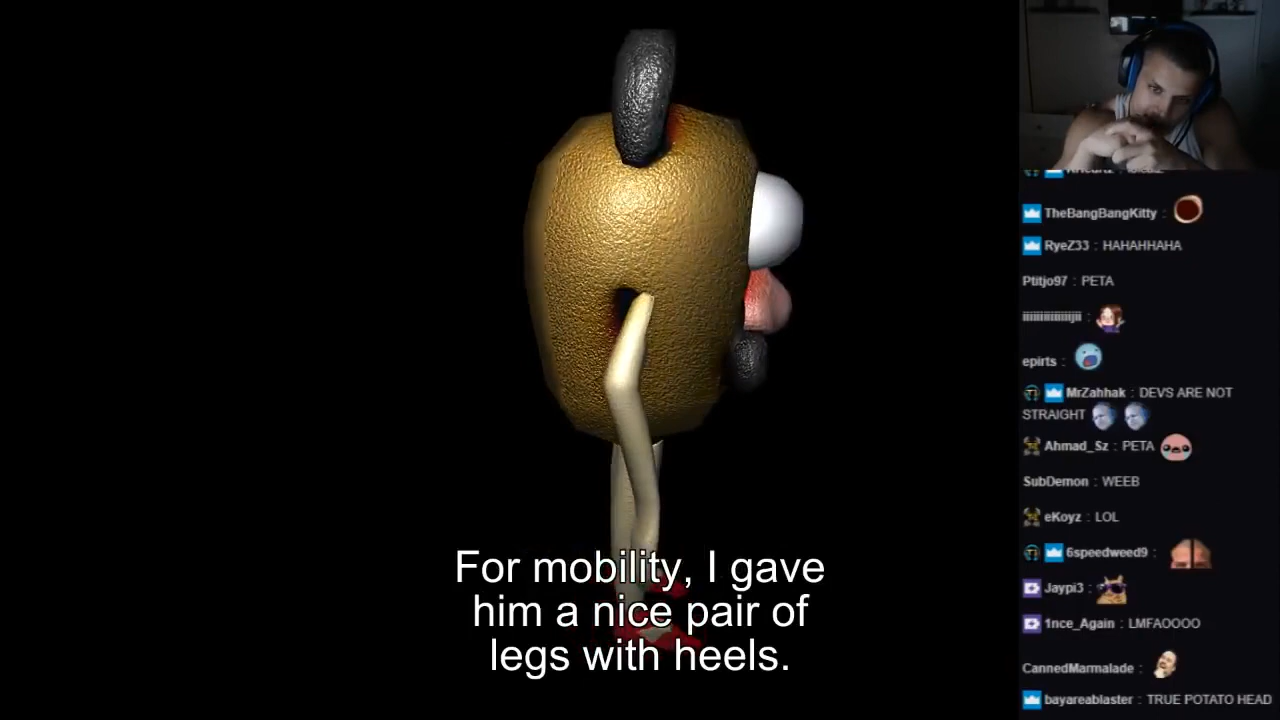 For mobility, I gave
him a nice pair of
legs with heels.
TheBangBangKitty :
RyeZ33 : HAHAHHAHA
Ptitjo97 : PETA
epirts :
MrZahhak : DEVS ARE NOT
STRAIGHT
Ahmad_Sz : PETA
SubDemon : WEEB
eKoyz : LOL
6speedweed9 :
Jaypi3 :
1nce_Again : LMFAOOOO
CannedMarmalade :
bayareablaster : TRUE POTATO HEAD